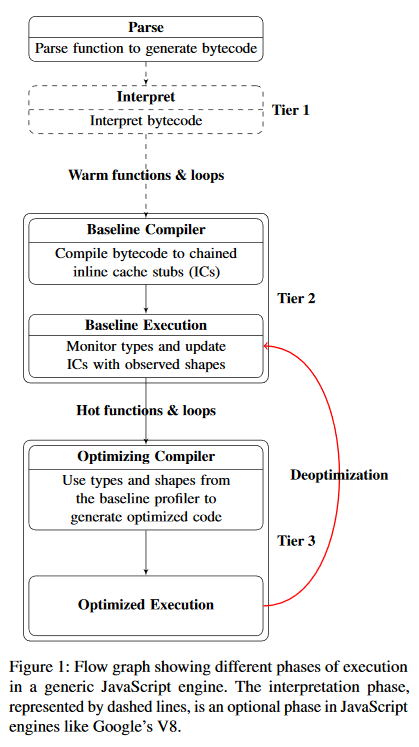 Parse
Parse function to generate bytecode
Interpret
Interpret bytecode
Tier 1
Warm functions & loops
Baseline Compiler
Compile bytecode to chained
inline cache stubs (ICs)
Tier 2
Baseline Execution
Monitor types and update
ICs with observed shapes
Hot functions & loops
Optimizing Compiler
Use types and shapes from
the baseline profiler to
generate optimized code
Deoptimization
Tier 3
Optimized Execution
Figure 1: Flow graph showing different phases of execution
in a generic JavaScript engine. The interpretation phase,
represented by dashed lines, is an optional phase in JavaScript
engines like Google's V8.